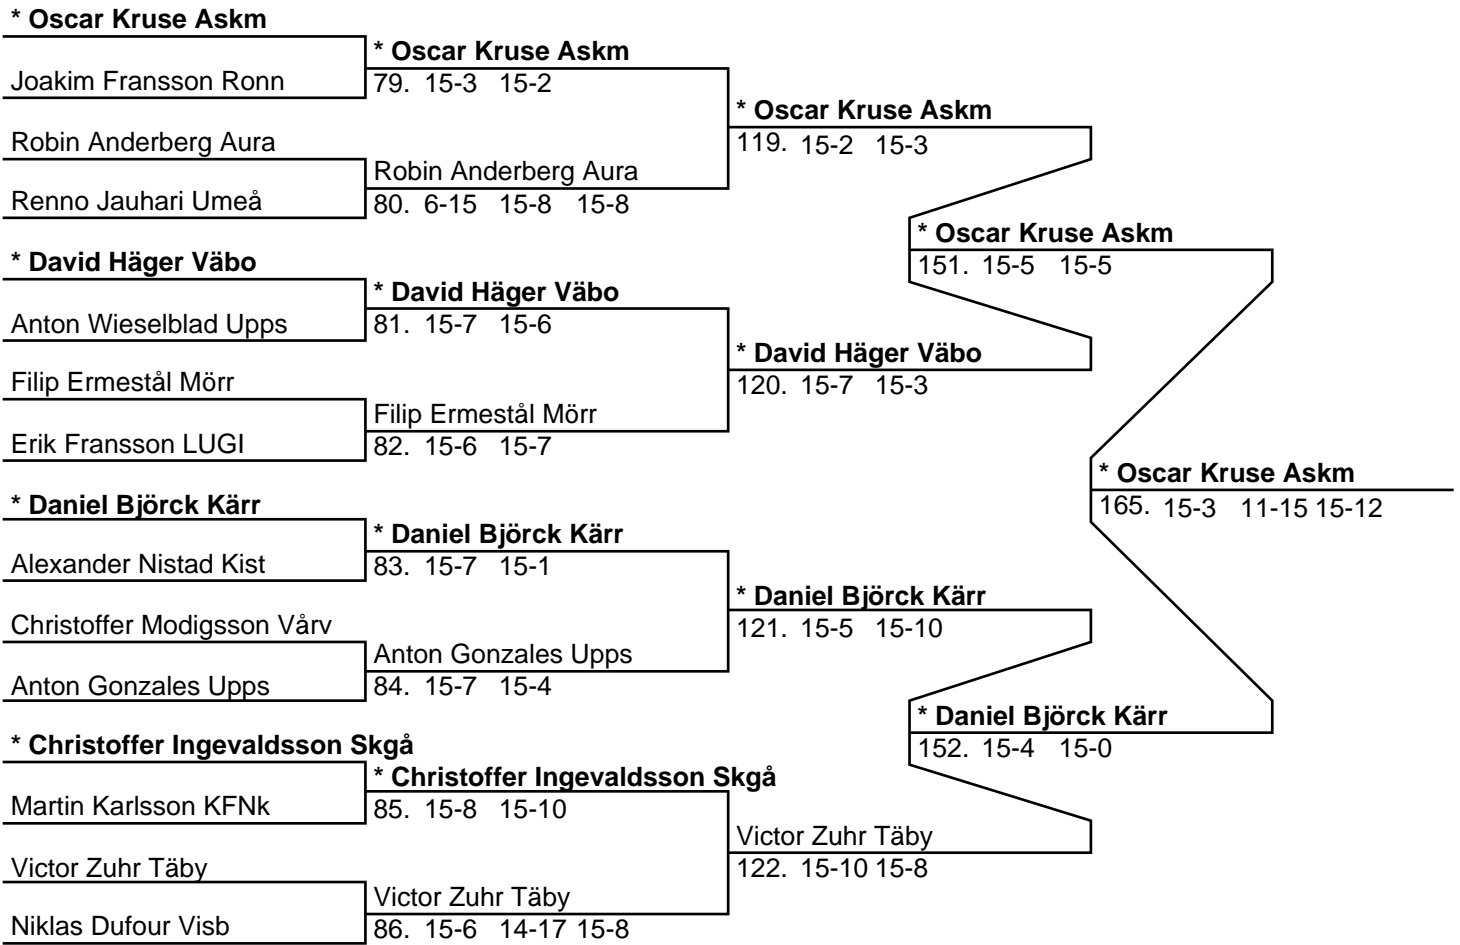 * Oscar Kruse Askm
Joakim Fransson Ronn
Robin Anderberg Aura
Renno Jauhari Umeå
* David Häger Väbo
Anton Wieselblad Upps
Filip Ermestål Mörr
Erik Fransson LUGI
* Daniel Björck Kärr
Alexander Nistad Kist
Christoffer Modigsson Vårv
Anton Gonzales Upps
* Christoffer Ingevaldsson Skgå
Martin Karlsson KFNk
Victor Zuhr Täby
Niklas Dufour Visb
* Oscar Kruse Askm
79. 15-3 15-2
Robin Anderberg Aura
80. 6-15 15-8 15-8
* David Häger Väbo
81. 15-7 15-6
Filip Ermestål Mörr
82. 15-6 15-7
* Daniel Björck Kärr
83. 15-7 15-1
Anton Gonzales Upps
84. 15-7 15-4
* Christoffer Ingevaldsson Skgå
85. 15-8 15-10
Victor Zuhr Täby
86. 15-6 14-17 15-8
* Oscar Kruse Askm
119. 15-2 15-3
* David Häger Väbo
120. 15-7 15-3
* Daniel Björck Kärr
121. 15-5 15-10
Victor Zuhr Täby
122. 15-10 15-8
* Oscar Kruse Askm
151. 15-5 15-5
* Daniel Björck Kärr
152. 15-4 15-0
* Oscar Kruse Askm
165. 15-3 11-15 15-12